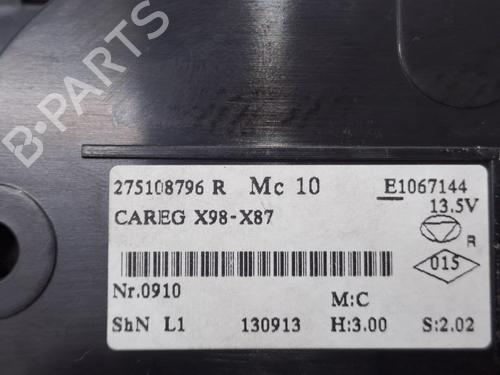 B-PARTS
275108796 R Mc 10 E1067144
CAREG X98-X87 13.5V
R
015
Nr.0910
M:C
ShN L1 130913 H:3.00 S:2.02